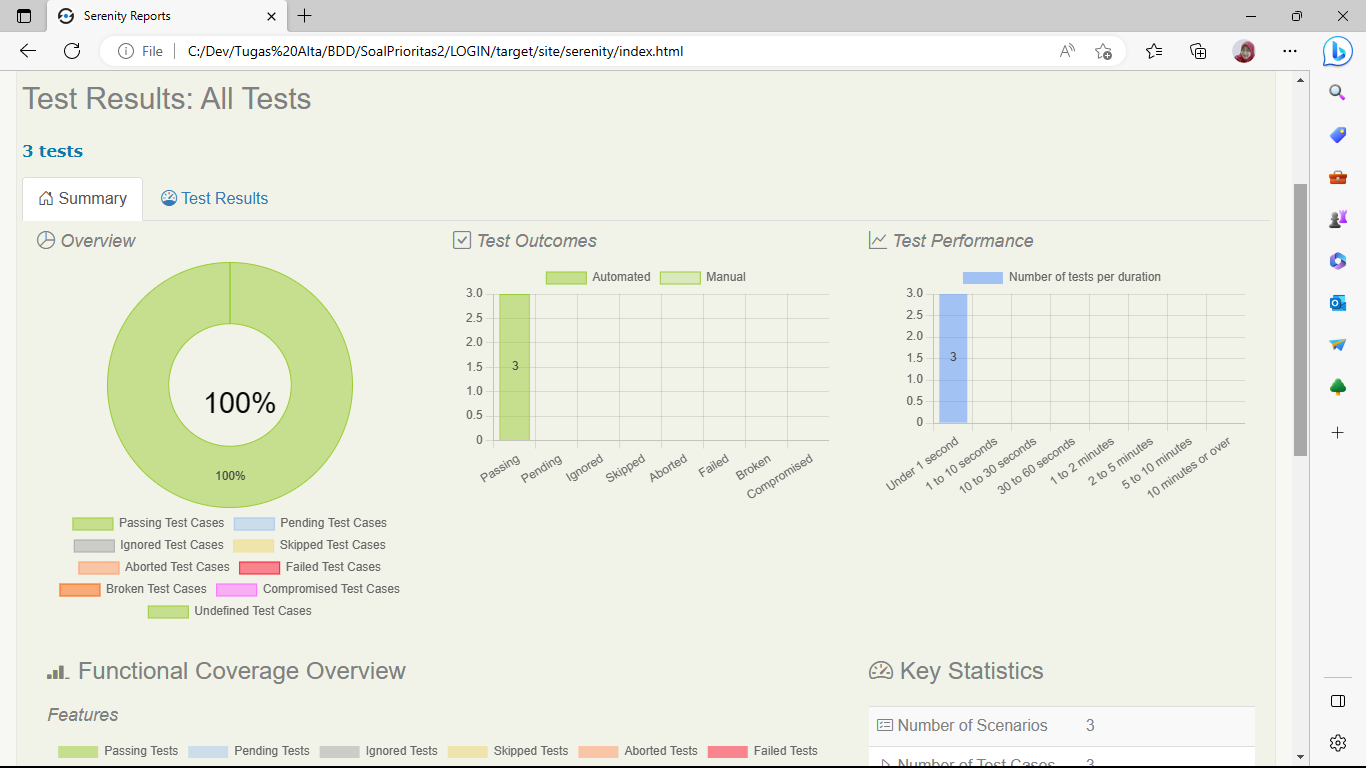 Serenity Reports
File
C:/Dev/Tugas%20Alta/BDD/SoalPrioritas2/LOGIN/target/site/serenity/index.html
Test Results: All Tests
3 tests
Summary
Test Results
Overview
100%
100%
Passing Test Cases
Pending Test Cases
Ignored Test Cases
Skipped Test Cases
Aborted Test Cases
Failed Test Cases
Broken Test Cases
Compromised Test Cases
Undefined Test Cases
Test Outcomes
Automated
Manual
3.0
2.5
2.0
1.5
1.0
0.5
0
3
Passing
Pending
Ignored
Skipped
Aborted
Failed
Broken
Compromised
Test Performance
Number of tests per duration
3.0
2.5
2.0
1.5
1.0
0.5
0
3
Under 1 second
1 to 10 seconds
10 to 30 seconds
30 to 60 seconds
1 to 2 minutes
2 to 5 minutes
5 to 10 minutes
10 minutes or over
Functional Coverage Overview
Features
Passing Tests
Pending Tests
Ignored Tests
Skipped Tests
Aborted Tests
Failed Tests
Key Statistics
Number of Scenarios 3
Number of Test Cases 3